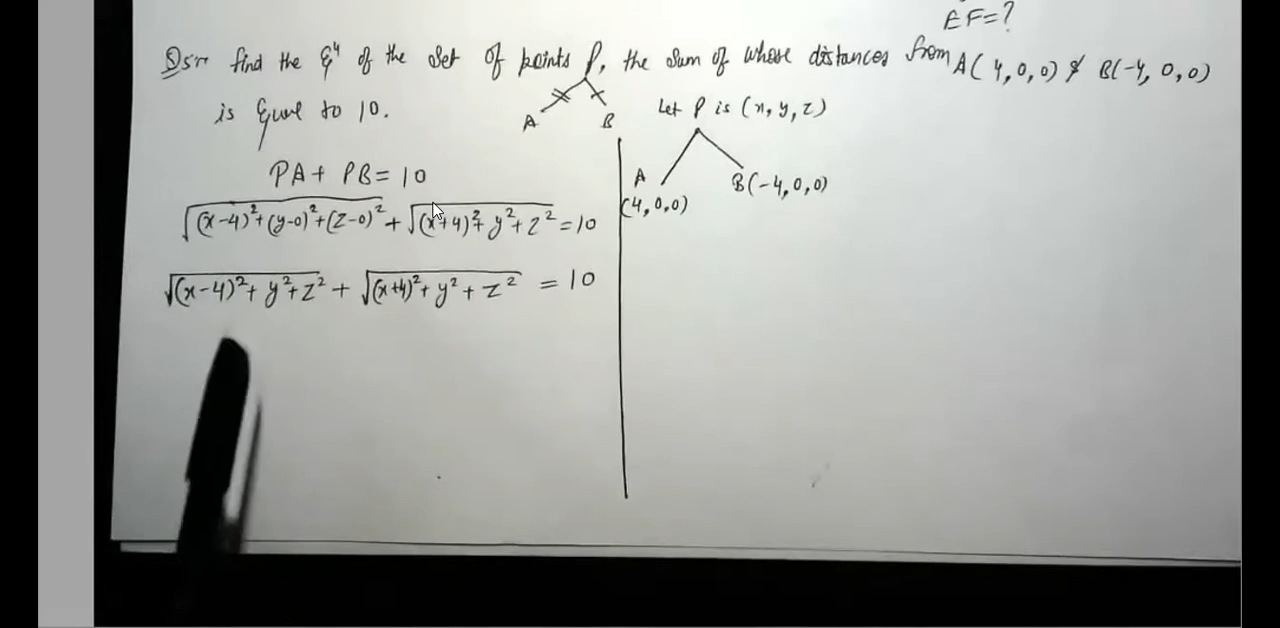 EF=?
Qsn find the Eqn of the set of points P, the sum of whose distances from A(4,0,0) & B(-4,0,0)
is equal to 10.
A B
Let P is (x, y, z)
PA + PB = 10
A
(4,0,0)
B(-4,0,0)
√(x-4)²+(y-0)²+(z-0)² + √(x+4)²+y²+z² = 10
√(x-4)²+y²+z² + √(x+4)²+y²+z² = 10